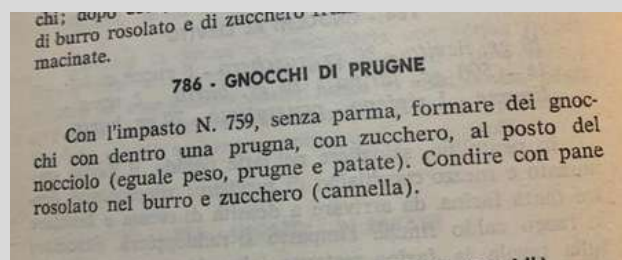 chi; dopo
di burro rosolato e di zucchero
macinate.
786 - GNOCCHI DI PRUGNE
Con l'impasto N. 759, senza parma, formare dei gnoc-
chi con dentro una prugna, con zucchero, al posto del
nocciolo (eguale peso, prugne e patate). Condire con pane
rosolato nel burro e zucchero (cannella).